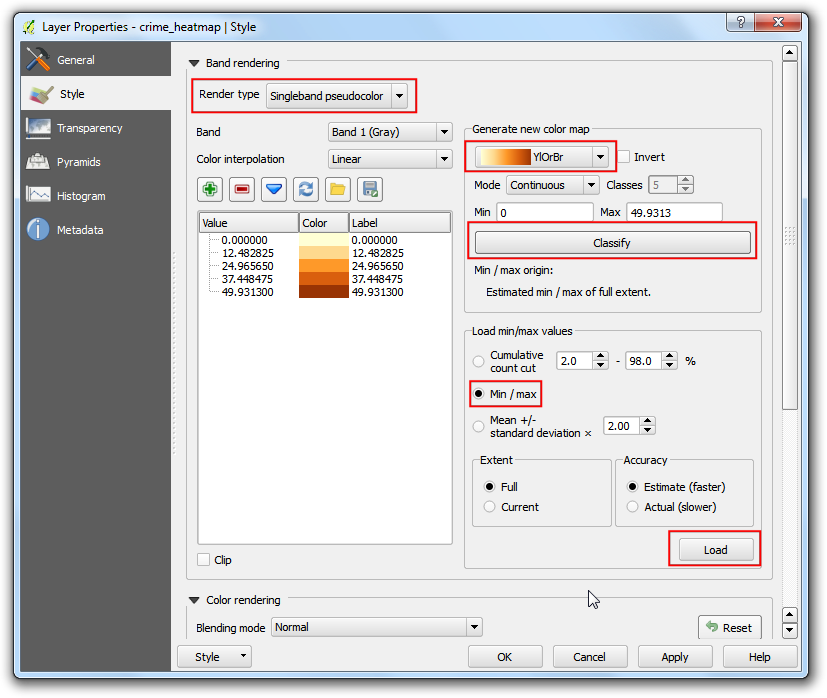 Layer Properties - crime_heatmap | Style
?
General
Style
Transparency
Pyramids
Histogram
Metadata
Band rendering
Render type Singleband pseudocolor
Band Band 1 (Gray)
Color interpolation Linear
Value Color Label
0.000000 0.000000
12.482825 12.482825
24.965650 24.965650
37.448475 37.448475
49.931300 49.931300
Clip
Generate new color map
YlOrBr Invert
Mode Continuous Classes 5
Min 0 Max 49.9313
Classify
Min / max origin:
Estimated min / max of full extent.
Load min/max values
Cumulative
count cut 2.0 - 98.0 %
Min / max
Mean +/-
standard deviation × 2.00
Extent
Full
Current
Accuracy
Estimate (faster)
Actual (slower)
Load
Color rendering
Blending mode Normal Reset
Style OK Cancel Apply Help